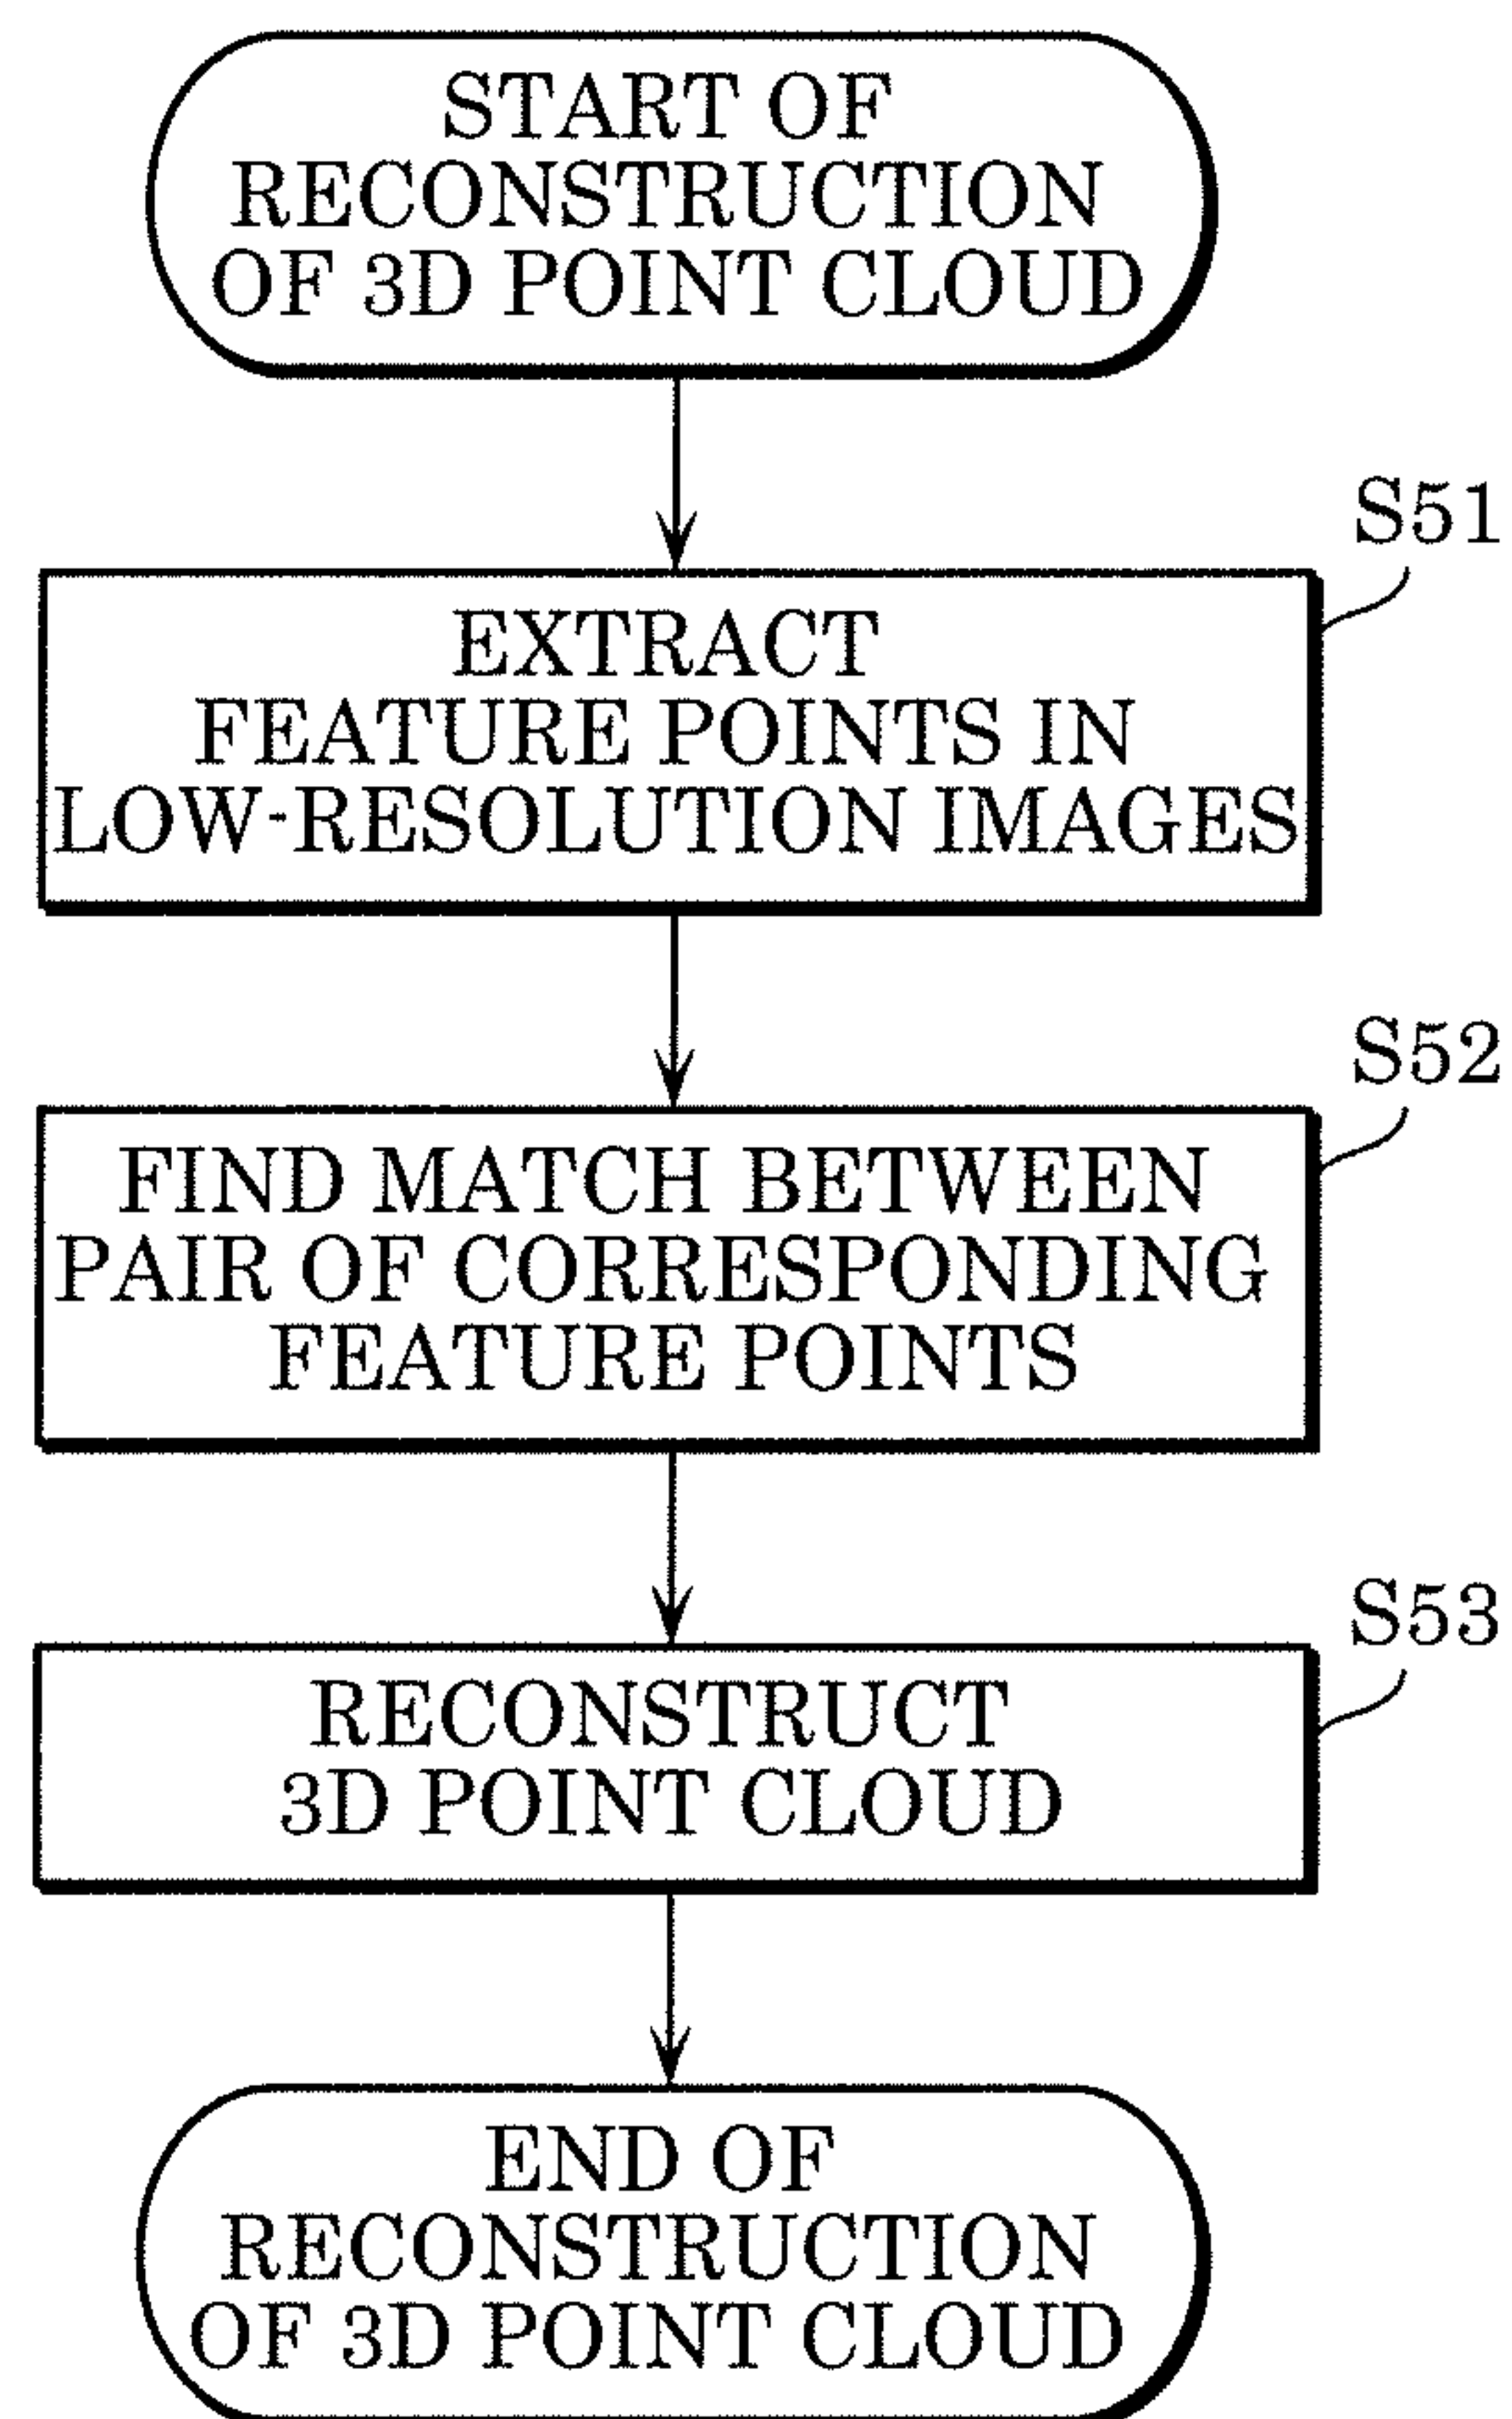 START OF
RECONSTRUCTION
OF 3D POINT CLOUD
S51
EXTRACT
FEATURE POINTS IN
LOW-RESOLUTION IMAGES
S52
FIND MATCH BETWEEN
PAIR OF CORRESPONDING
FEATURE POINTS
S53
RECONSTRUCT
3D POINT CLOUD
END OF
RECONSTRUCTION
OF 3D POINT CLOUD